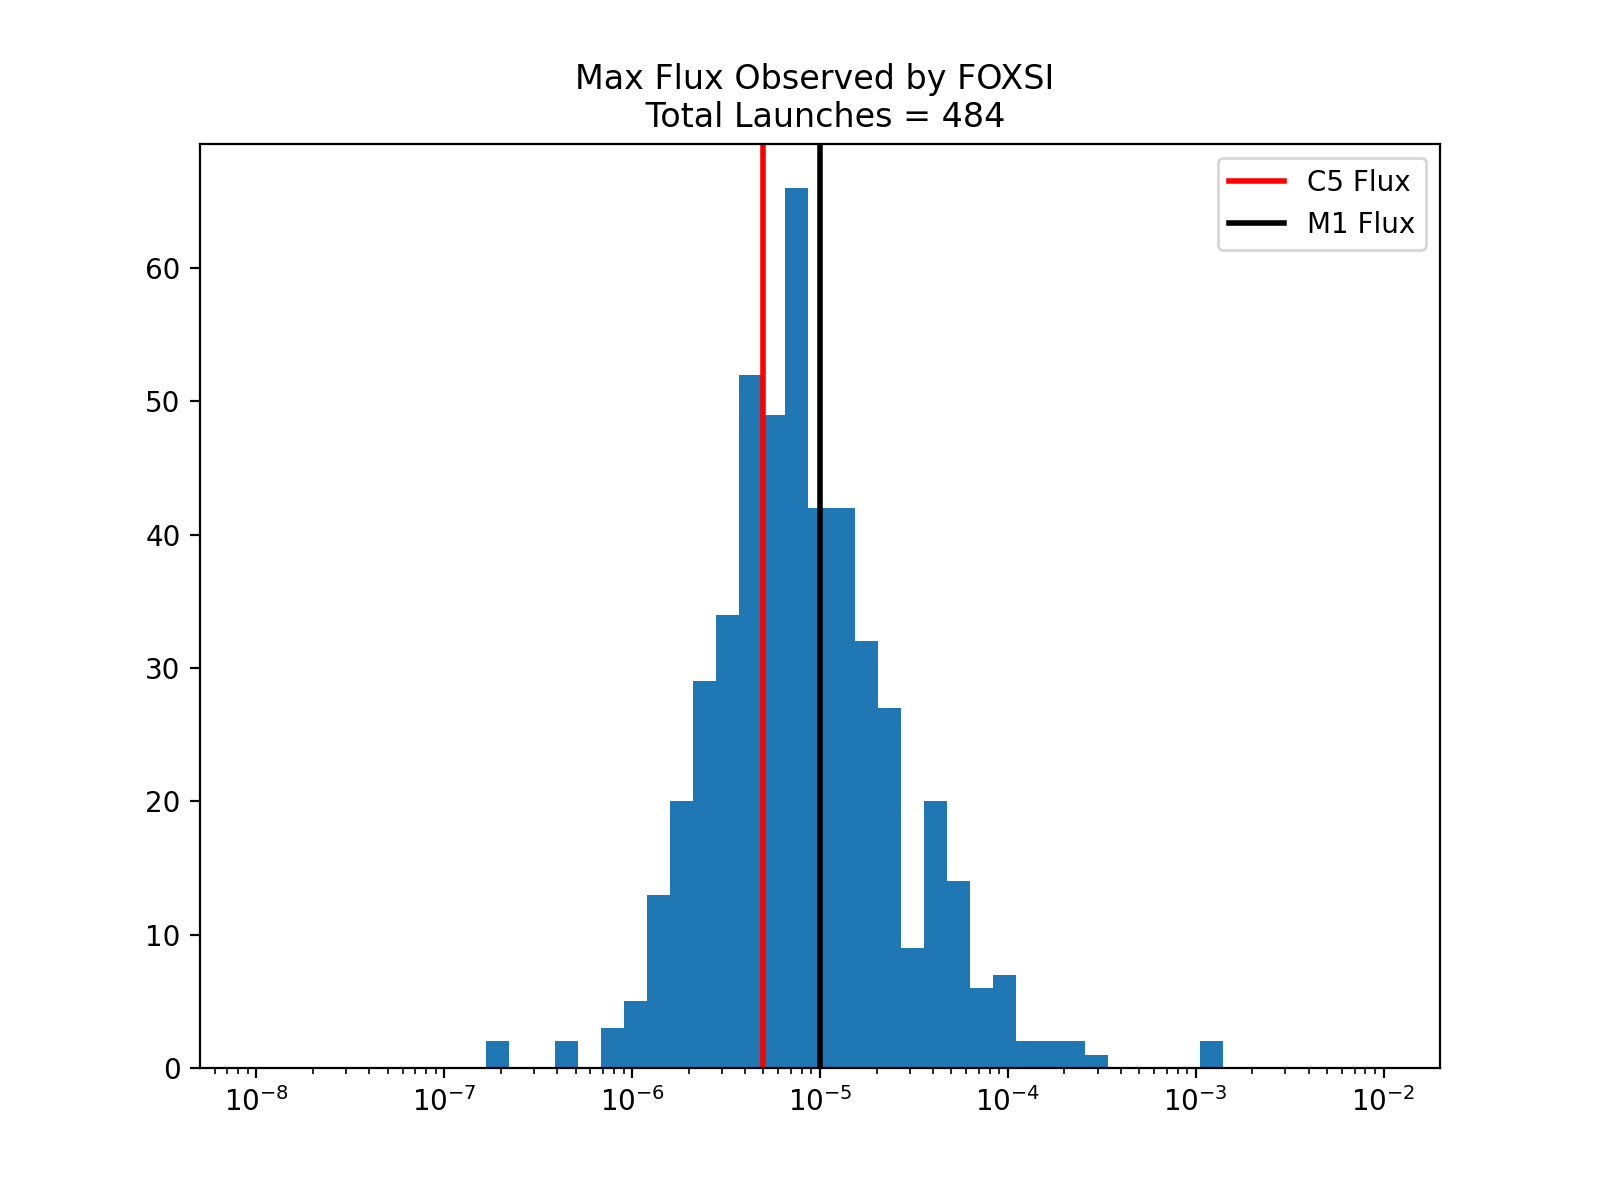 Max Flux Observed by FOXSI
Total Launches = 484
C5 Flux
M1 Flux
60
50
40
30
20
10
0
10⁻⁸ 10⁻⁷ 10⁻⁶ 10⁻⁵ 10⁻⁴ 10⁻³ 10⁻²